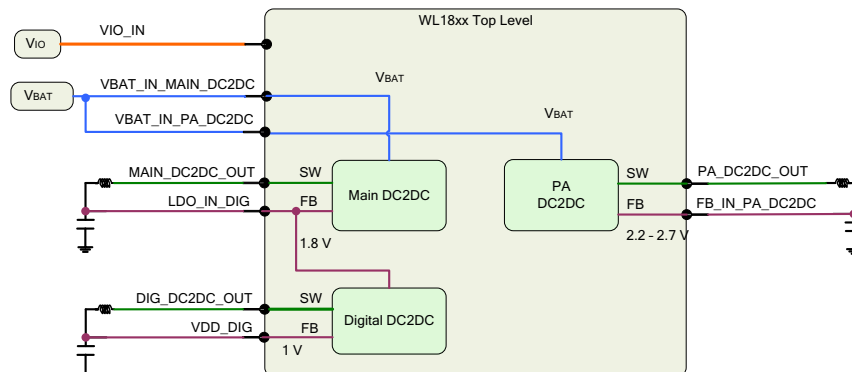 WL18xx Top Level
VIO
VIO_IN
VBAT
VBAT_IN_MAIN_DC2DC
VBAT
VBAT_IN_PA_DC2DC
VBAT
MAIN_DC2DC_OUT
SW
Main DC2DC
LDO_IN_DIG
FB
1.8 V
PA
DC2DC
SW
PA_DC2DC_OUT
FB
FB_IN_PA_DC2DC
2.2 – 2.7 V
DIG_DC2DC_OUT
SW
Digital DC2DC
VDD_DIG
FB
1 V